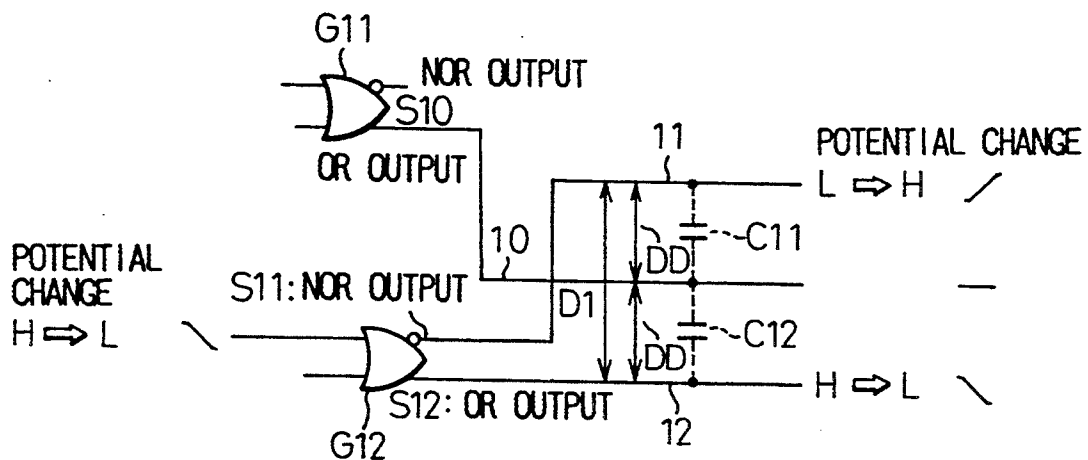 G11
NOR OUTPUT
S10
OR OUTPUT
11
POTENTIAL CHANGE
L ⇨ H
C11
DD
10
POTENTIAL
CHANGE
H ⇨ L
S11: NOR OUTPUT
D1
DD
C12
S12: OR OUTPUT
G12
12
H ⇨ L